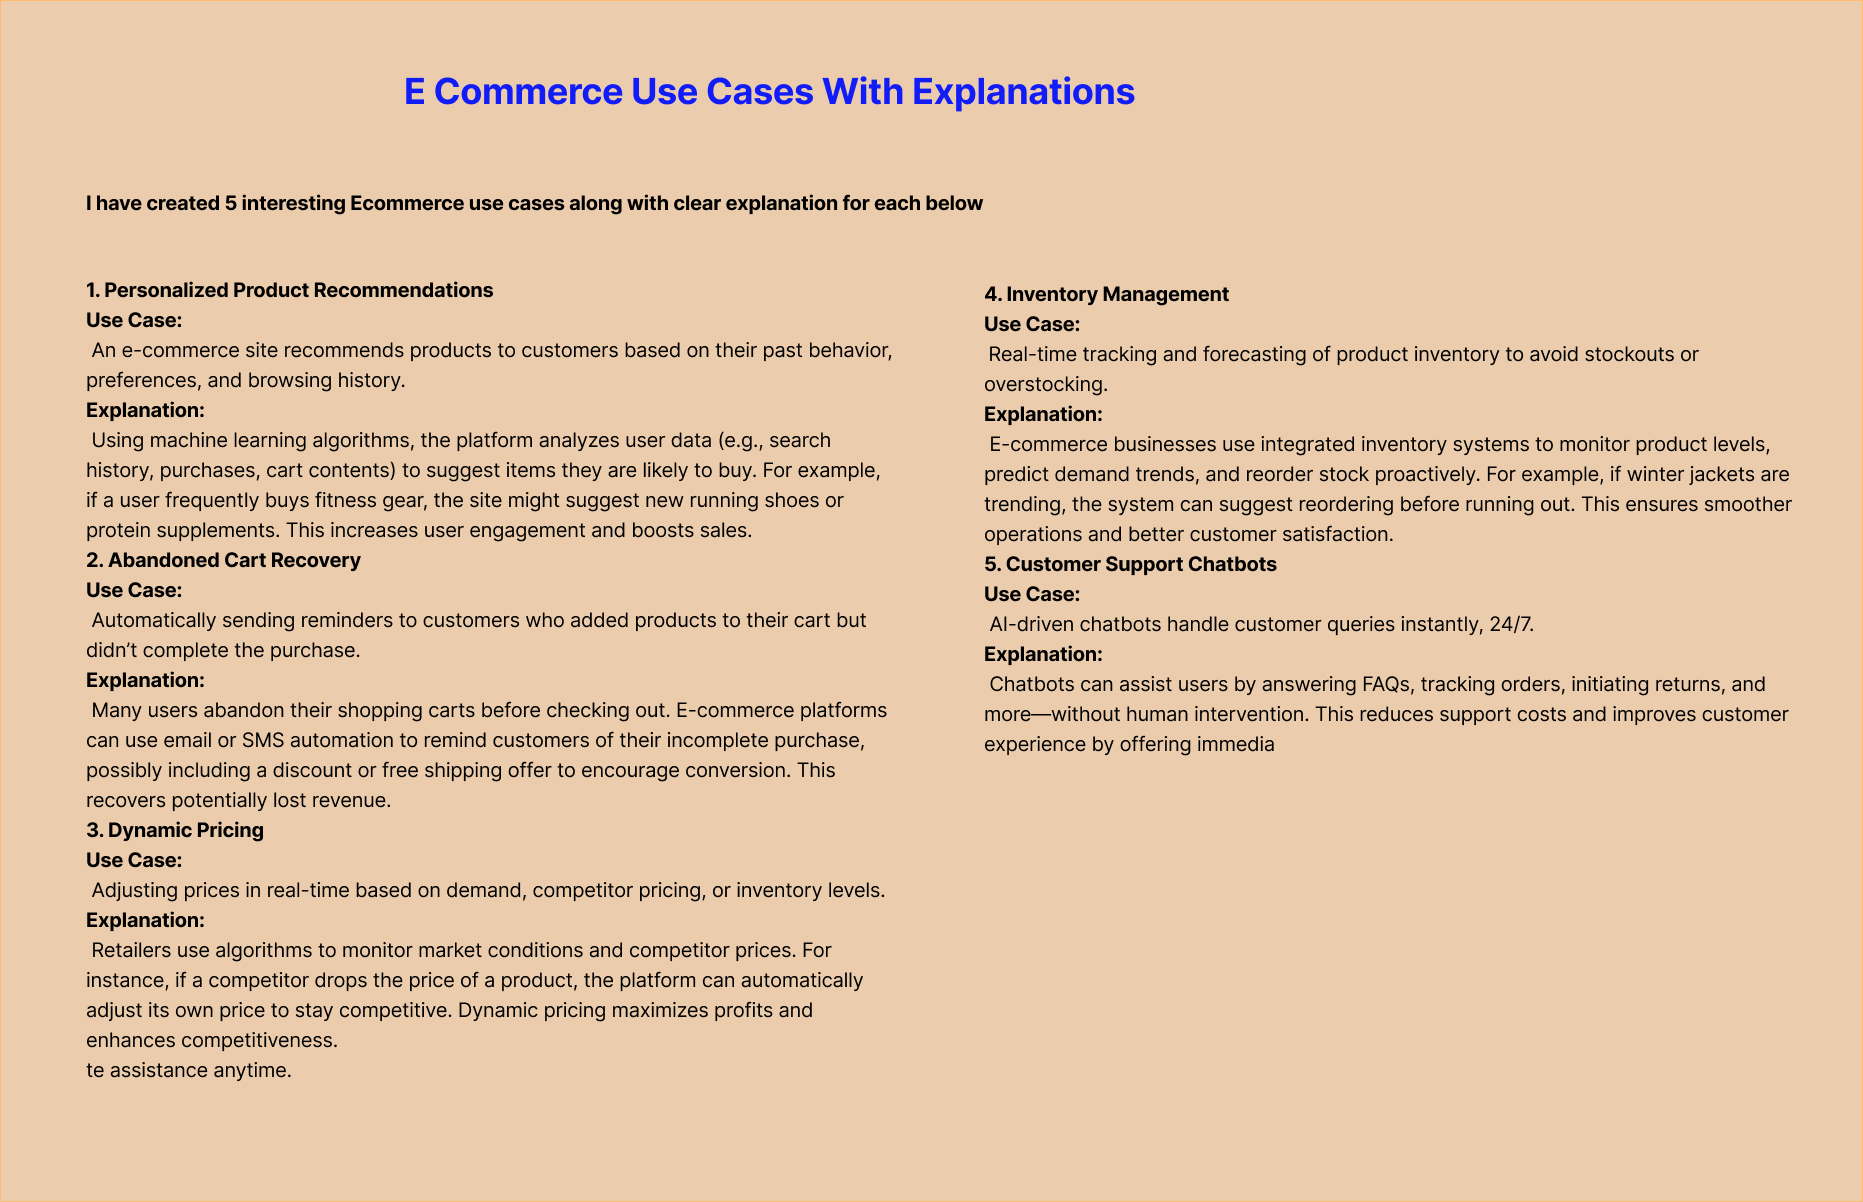 E Commerce Use Cases With Explanations
I have created 5 interesting Ecommerce use cases along with clear explanation for each below
1. Personalized Product Recommendations
Use Case:
An e-commerce site recommends products to customers based on their past behavior,
preferences, and browsing history.
Explanation:
Using machine learning algorithms, the platform analyzes user data (e.g., search
history, purchases, cart contents) to suggest items they are likely to buy. For example,
if a user frequently buys fitness gear, the site might suggest new running shoes or
protein supplements. This increases user engagement and boosts sales.
2. Abandoned Cart Recovery
Use Case:
Automatically sending reminders to customers who added products to their cart but
didn’t complete the purchase.
Explanation:
Many users abandon their shopping carts before checking out. E-commerce platforms
can use email or SMS automation to remind customers of their incomplete purchase,
possibly including a discount or free shipping offer to encourage conversion. This
recovers potentially lost revenue.
3. Dynamic Pricing
Use Case:
Adjusting prices in real-time based on demand, competitor pricing, or inventory levels.
Explanation:
Retailers use algorithms to monitor market conditions and competitor prices. For
instance, if a competitor drops the price of a product, the platform can automatically
adjust its own price to stay competitive. Dynamic pricing maximizes profits and
enhances competitiveness.
te assistance anytime.
4. Inventory Management
Use Case:
Real-time tracking and forecasting of product inventory to avoid stockouts or
overstocking.
Explanation:
E-commerce businesses use integrated inventory systems to monitor product levels,
predict demand trends, and reorder stock proactively. For example, if winter jackets are
trending, the system can suggest reordering before running out. This ensures smoother
operations and better customer satisfaction.
5. Customer Support Chatbots
Use Case:
AI-driven chatbots handle customer queries instantly, 24/7.
Explanation:
Chatbots can assist users by answering FAQs, tracking orders, initiating returns, and
more—without human intervention. This reduces support costs and improves customer
experience by offering immedia